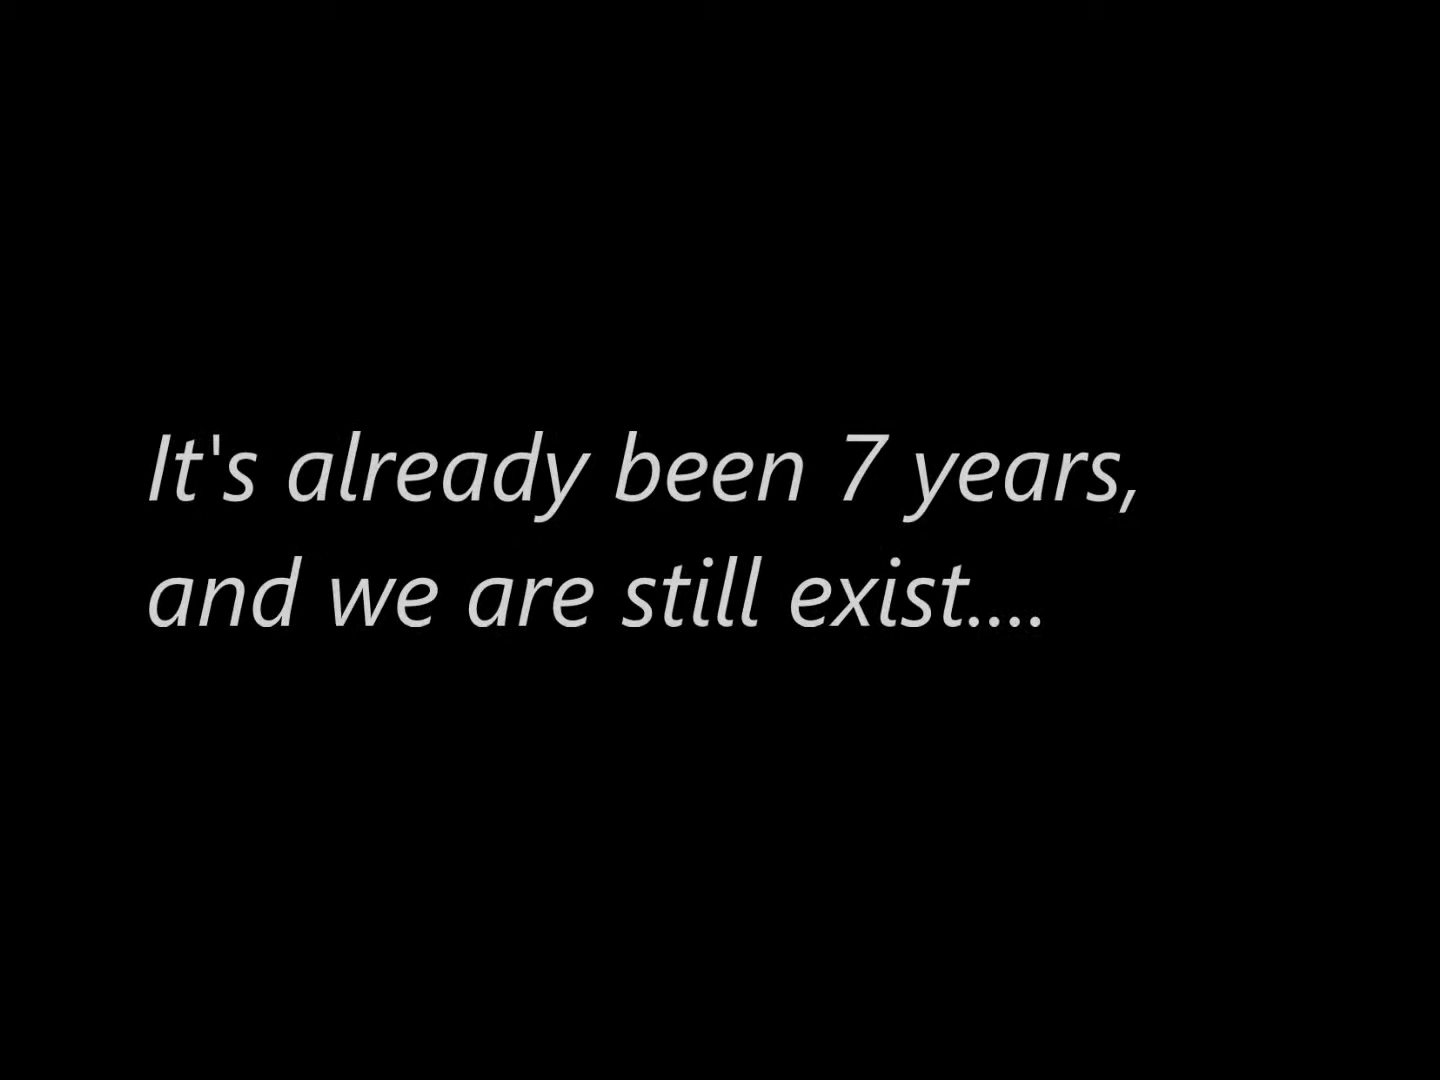 It's already been 7 years,
and we are still exist....